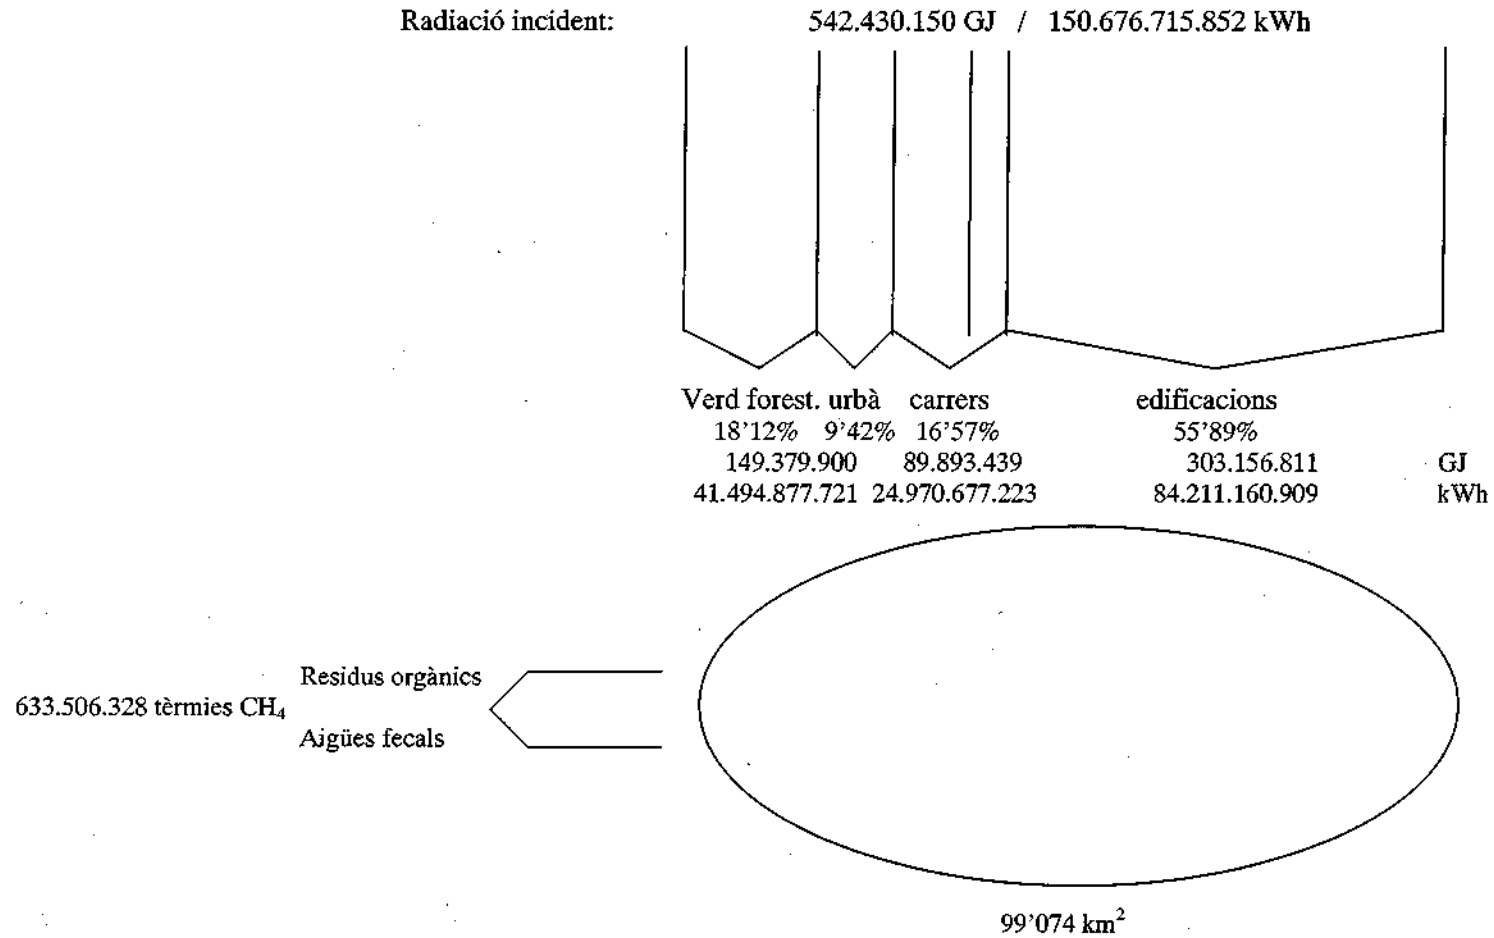 Radiació incident: 542.430.150 GJ / 150.676.715.852 kWh
Verd forest. urbà carrers edificacions
18'12% 9'42% 16'57% 55'89%
149.379.900 89.893.439 303.156.811 GJ
41.494.877.721 24.970.677.223 84.211.160.909 kWh
Residus orgànics
633.506.328 tèrmies CH₄
Aigües fecals
99'074 km²